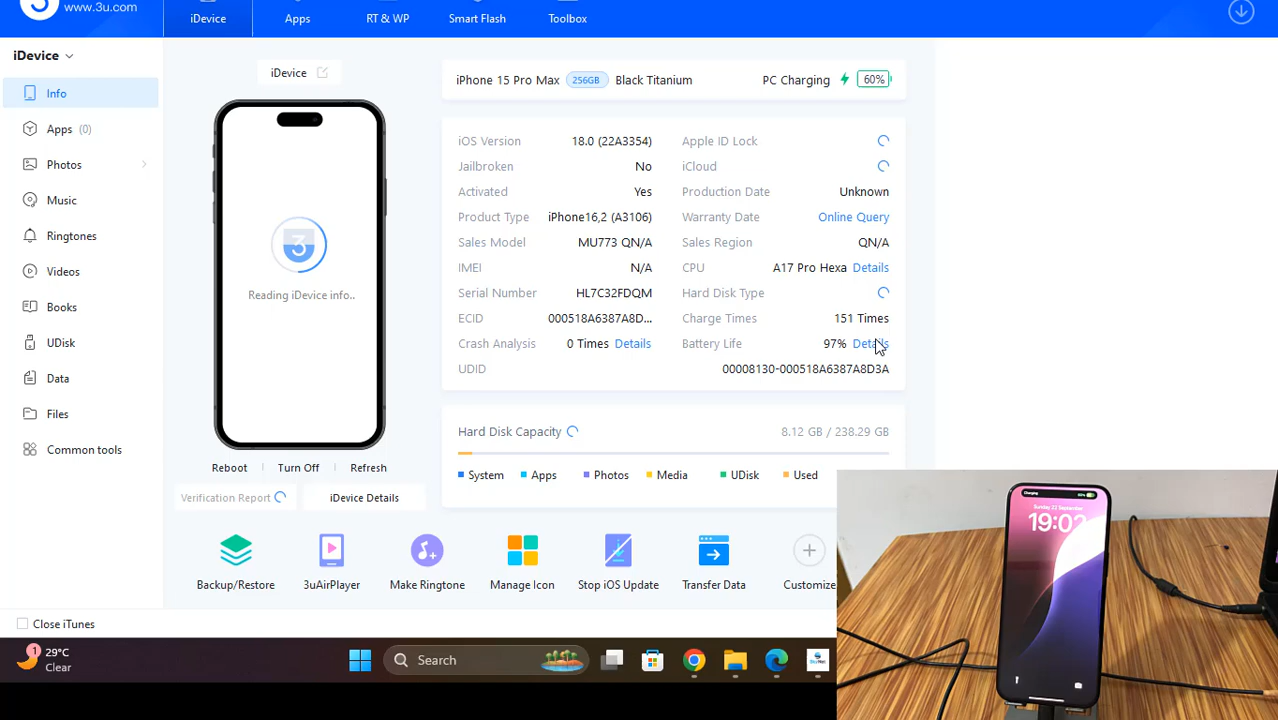 3 www.3u.com
iDevice Apps RT & WP Smart Flash Toolbox
iDevice
Info
Apps (0)
Photos
Music
Ringtones
Videos
Books
UDisk
Data
Files
Common tools
Close iTunes
iDevice
3
Reading iDevice info..
Reboot Turn Off Refresh
Verification Report iDevice Details
iPhone 15 Pro Max 256GB Black Titanium PC Charging 60%
iOS Version 18.0 (22A3354) Apple ID Lock
Jailbroken No iCloud
Activated Yes Production Date Unknown
Product Type iPhone16,2 (A3106) Warranty Date Online Query
Sales Model MU773 QN/A Sales Region QN/A
IMEI N/A CPU A17 Pro Hexa Details
Serial Number HL7C32FDQM Hard Disk Type
ECID 000518A6387A8D... Charge Times 151 Times
Crash Analysis 0 Times Details Battery Life 97% Details
UDID 00008130-000518A6387A8D3A
Hard Disk Capacity 8.12 GB / 238.29 GB
System Apps Photos Media UDisk Used
Backup/Restore 3uAirPlayer Make Ringtone Manage Icon Stop iOS Update Transfer Data Customize
1 29°C
Clear
Search
Charging
Sunday 22 September
19:02